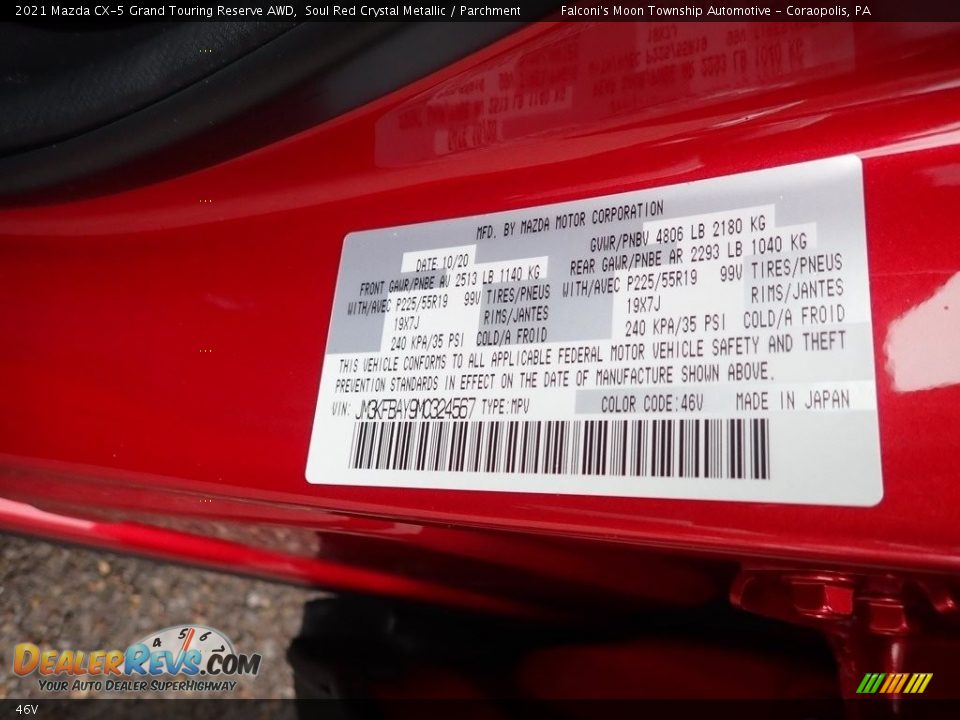 2021 Mazda CX-5 Grand Touring Reserve AWD, Soul Red Crystal Metallic / Parchment Falconi's Moon Township Automotive - Coraopolis, PA
MFD. BY MAZDA MOTOR CORPORATION
DATE 10/20 GVWR/PNBV 4806 LB 2180 KG
FRONT GAWR/PNBE AV 2513 LB 1140 KG REAR GAWR/PNBE AR 2293 LB 1040 KG
WITH/AVEC P225/55R19 99V TIRES/PNEUS WITH/AVEC P225/55R19 99V TIRES/PNEUS
19X7J RIMS/JANTES 19X7J RIMS/JANTES
240 KPA/35 PSI COLD/A FROID 240 KPA/35 PSI COLD/A FROID
THIS VEHICLE CONFORMS TO ALL APPLICABLE FEDERAL MOTOR VEHICLE SAFETY AND THEFT
PREVENTION STANDARDS IN EFFECT ON THE DATE OF MANUFACTURE SHOWN ABOVE.
VIN: JM3KFBAY9M0324567 TYPE:MPV COLOR CODE:46V MADE IN JAPAN
4 5 6
DEALERREVS.COM
YOUR AUTO DEALER SUPERHIGHWAY
46V